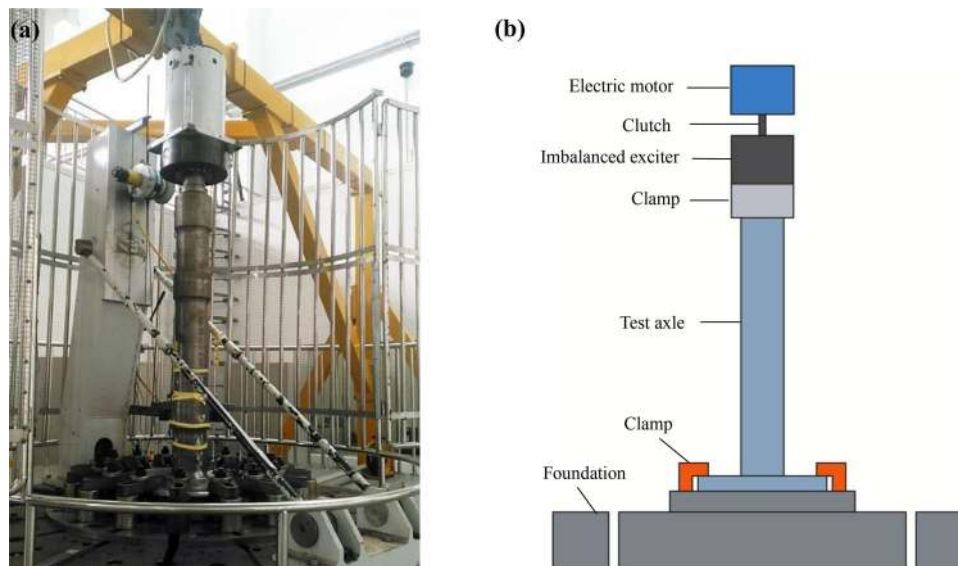 (a)
(b)
Electric motor
Clutch
Imbalanced exciter
Clamp
Test axle
Clamp
Foundation